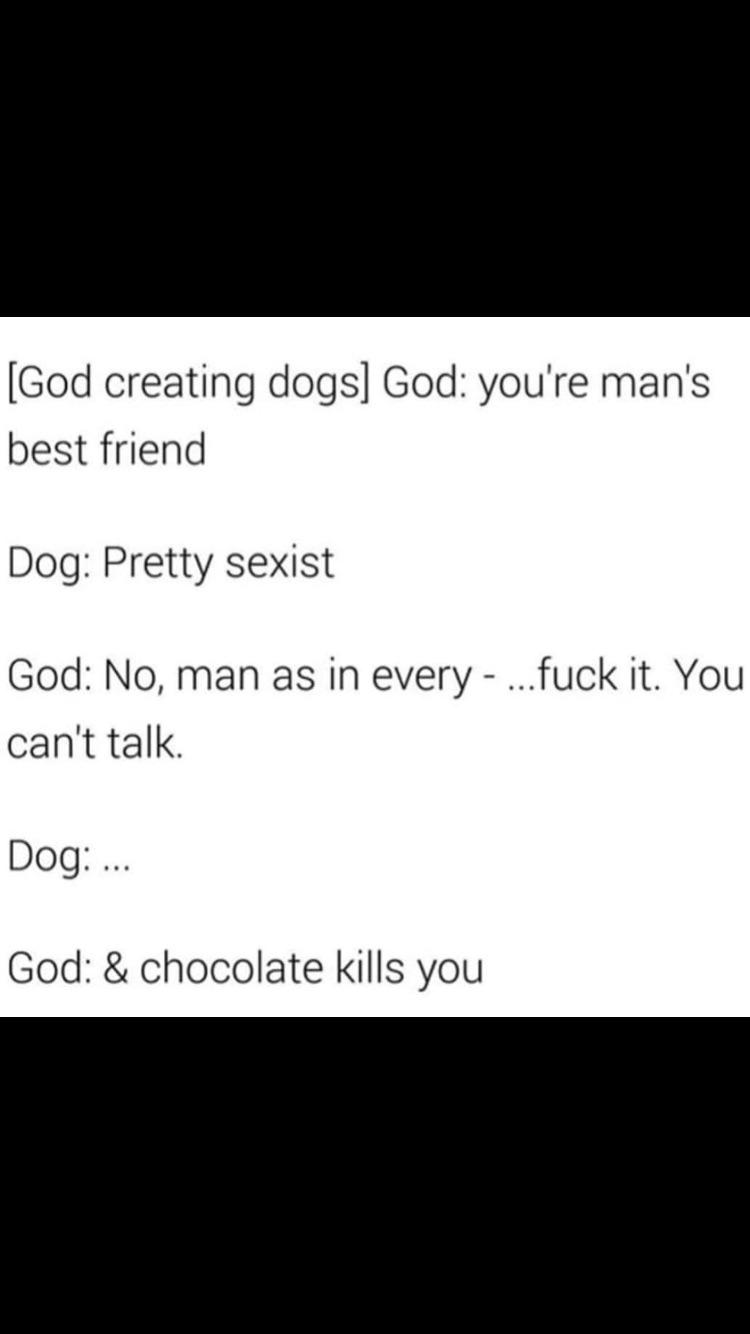 [God creating dogs] God: you're man's
best friend
Dog: Pretty sexist
God: No, man as in every - ...fuck it. You
can't talk.
Dog: ...
God: & chocolate kills you